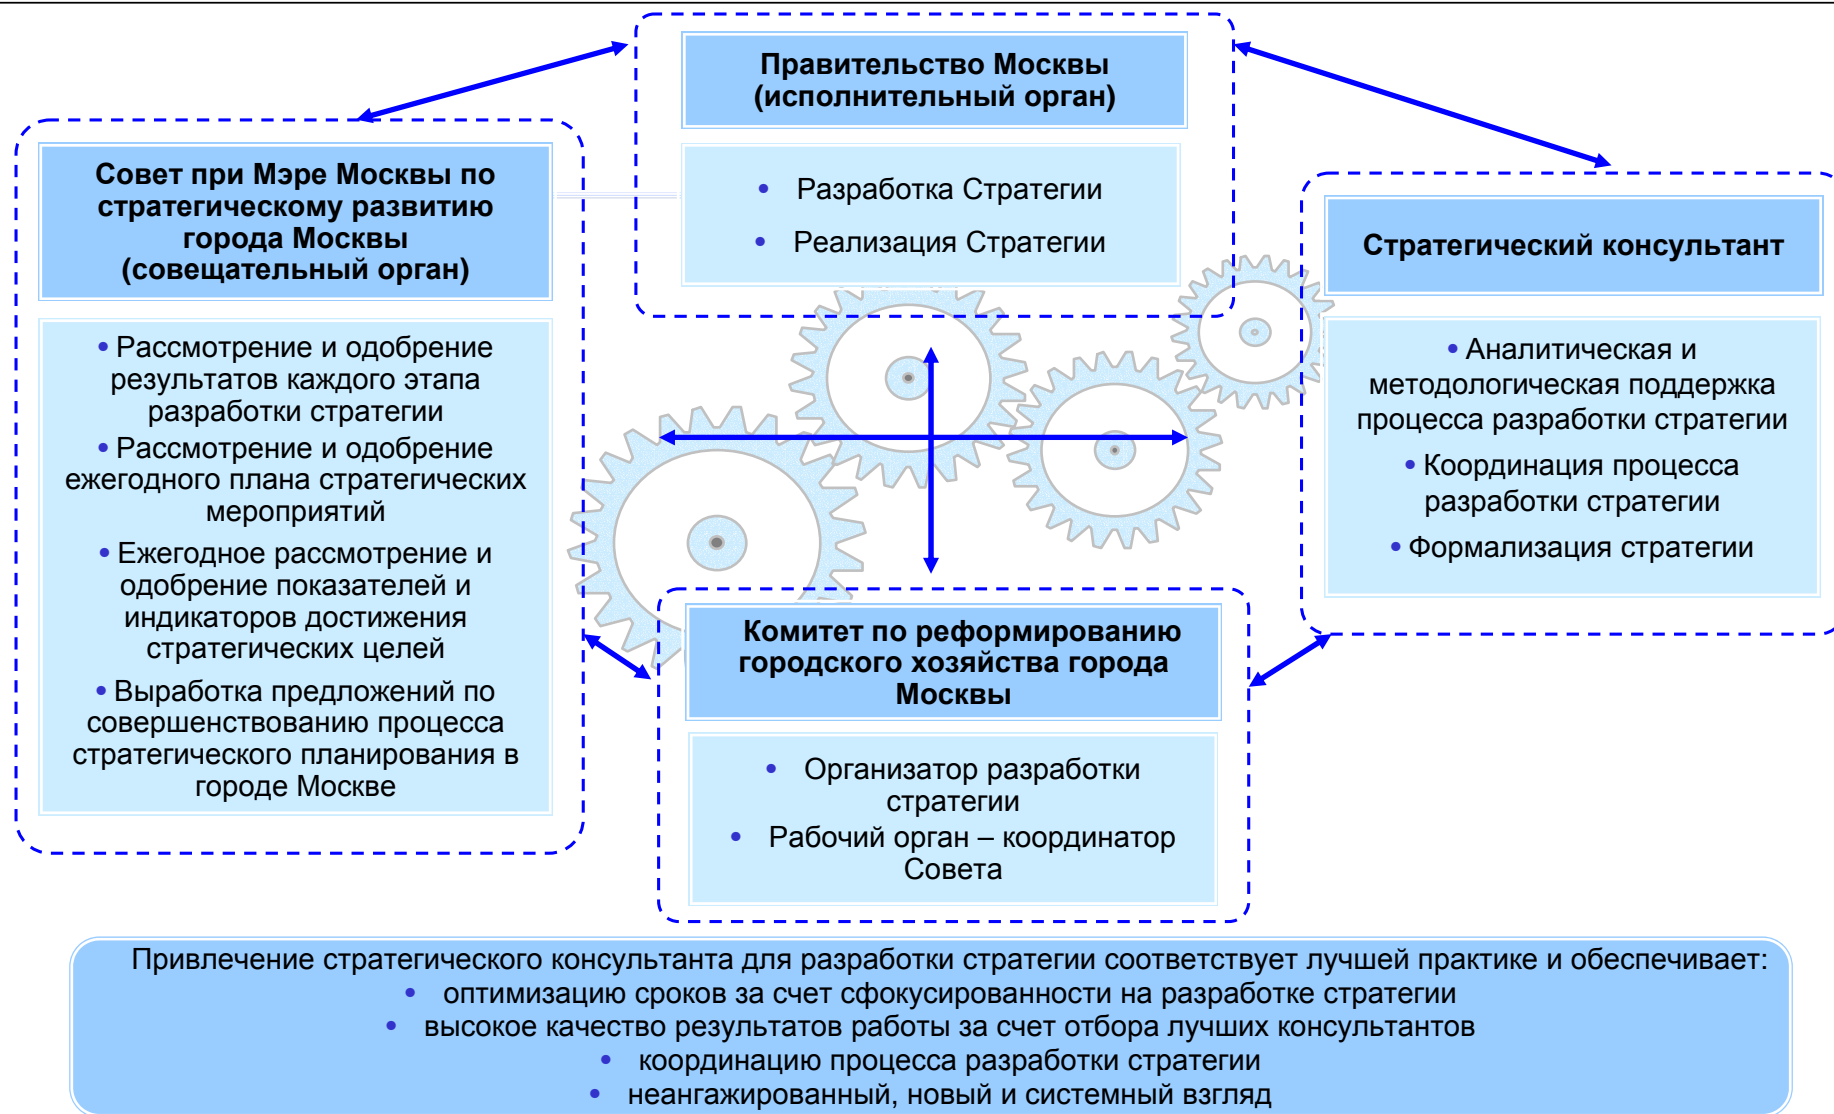 Правительство Москвы
(исполнительный орган)
• Разработка Стратегии
• Реализация Стратегии
Совет при Мэре Москвы по
стратегическому развитию
города Москвы
(совещательный орган)
• Рассмотрение и одобрение
результатов каждого этапа
разработки стратегии
• Рассмотрение и одобрение
ежегодного плана стратегических
мероприятий
• Ежегодное рассмотрение и
одобрение показателей и
индикаторов достижения
стратегических целей
• Выработка предложений по
совершенствованию процесса
стратегического планирования в
городе Москве
Стратегический консультант
• Аналитическая и
методологическая поддержка
процесса разработки стратегии
• Координация процесса
разработки стратегии
• Формализация стратегии
Комитет по реформированию
городского хозяйства города
Москвы
• Организатор разработки
стратегии
• Рабочий орган – координатор
Совета
Привлечение стратегического консультанта для разработки стратегии соответствует лучшей практике и обеспечивает:
• оптимизацию сроков за счет сфокусированности на разработке стратегии
• высокое качество результатов работы за счет отбора лучших консультантов
• координацию процесса разработки стратегии
• неангажированный, новый и системный взгляд